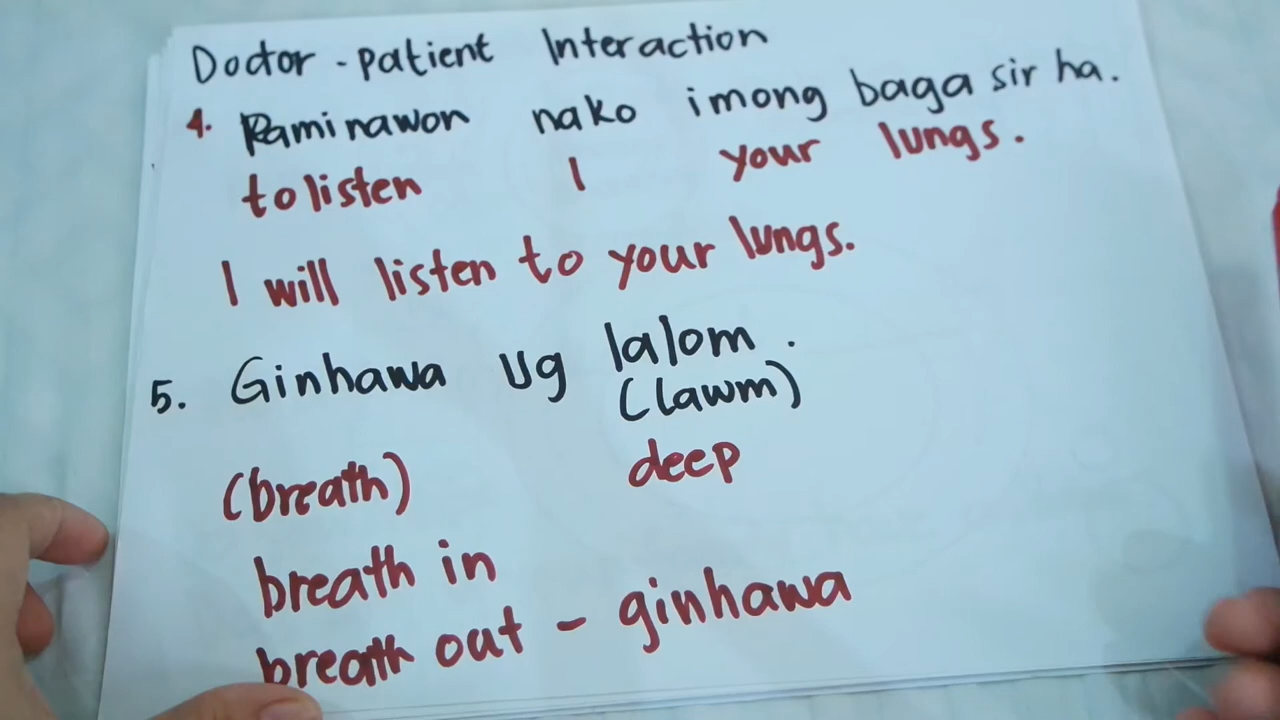 Doctor - patient Interaction
4. Paminawon nako imong baga sir ha.
to listen I your lungs.
I will listen to your lungs.
5. Ginhawa ug lalom.
(lawm)
(breath) deep
breath in
breath out - ginhawa